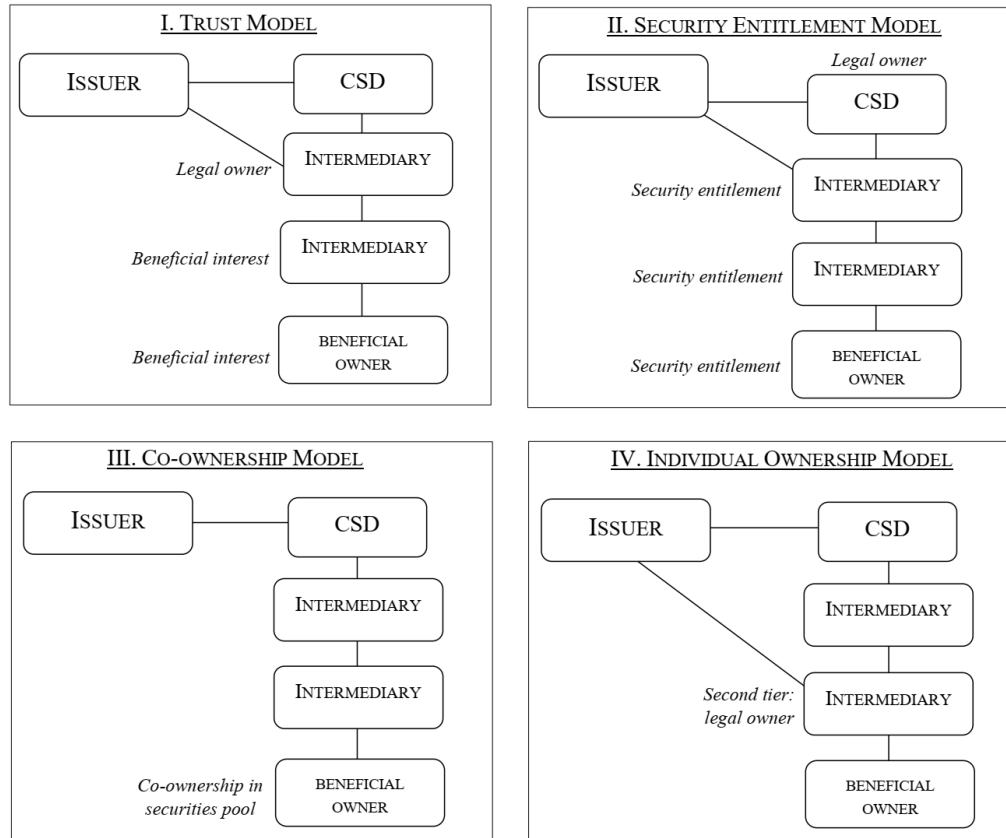 I. TRUST MODEL
ISSUER
CSD
Legal owner
INTERMEDIARY
Beneficial interest
INTERMEDIARY
Beneficial interest
BENEFICIAL
OWNER
II. SECURITY ENTITLEMENT MODEL
Legal owner
ISSUER
CSD
Security entitlement
INTERMEDIARY
Security entitlement
INTERMEDIARY
Security entitlement
BENEFICIAL
OWNER
III. CO-OWNERSHIP MODEL
ISSUER
CSD
INTERMEDIARY
INTERMEDIARY
Co-ownership in
securities pool
BENEFICIAL
OWNER
IV. INDIVIDUAL OWNERSHIP MODEL
ISSUER
CSD
INTERMEDIARY
Second tier:
legal owner
INTERMEDIARY
BENEFICIAL
OWNER